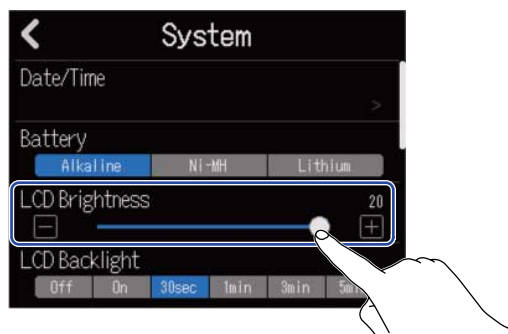 System
Date/Time
>
Battery
Alkaline Ni-MH Lithium
LCD Brightness 20
− +
LCD Backlight
Off On 30sec 1min 3min